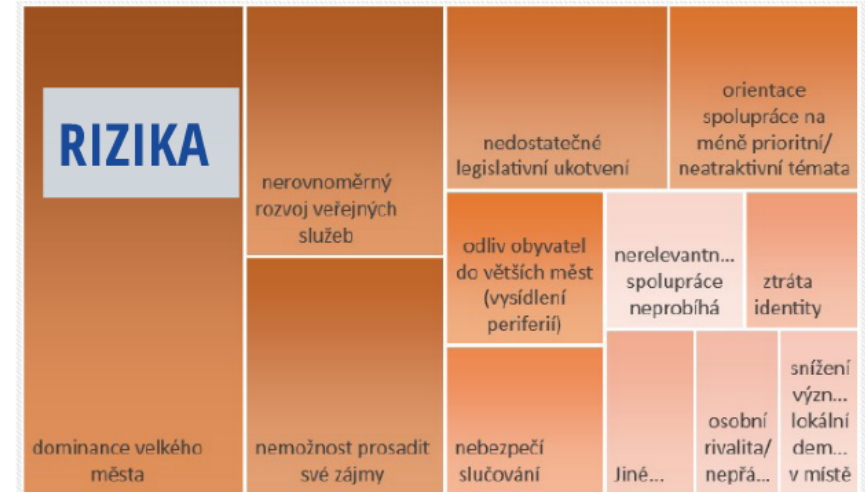 RIZIKA
dominance velkého
města
nerovnoměrný
rozvoj veřejných
služeb
nemožnost prosadit
své zájmy
nedostatečné
legislativní ukotvení
orientace
spolupráce na
méně prioritní/
neatraktivní témata
odliv obyvatel
do větších měst
(vysídlení
periferií)
nerelevantn...
spolupráce
neprobíhá
ztráta
identity
nebezpečí
slučování
Jiné...
osobní
rivalita/
nepřá...
snížení
význ...
lokální
dem...
v místě